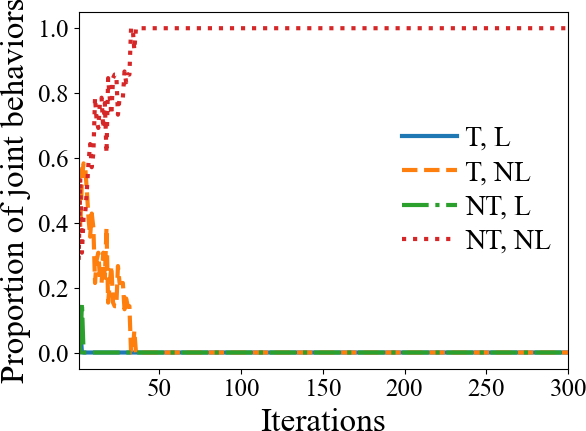 Proportion of joint behaviors
1.0
0.8
0.6
0.4
0.2
0.0
T, L
T, NL
NT, L
NT, NL
50 100 150 200 250 300
Iterations